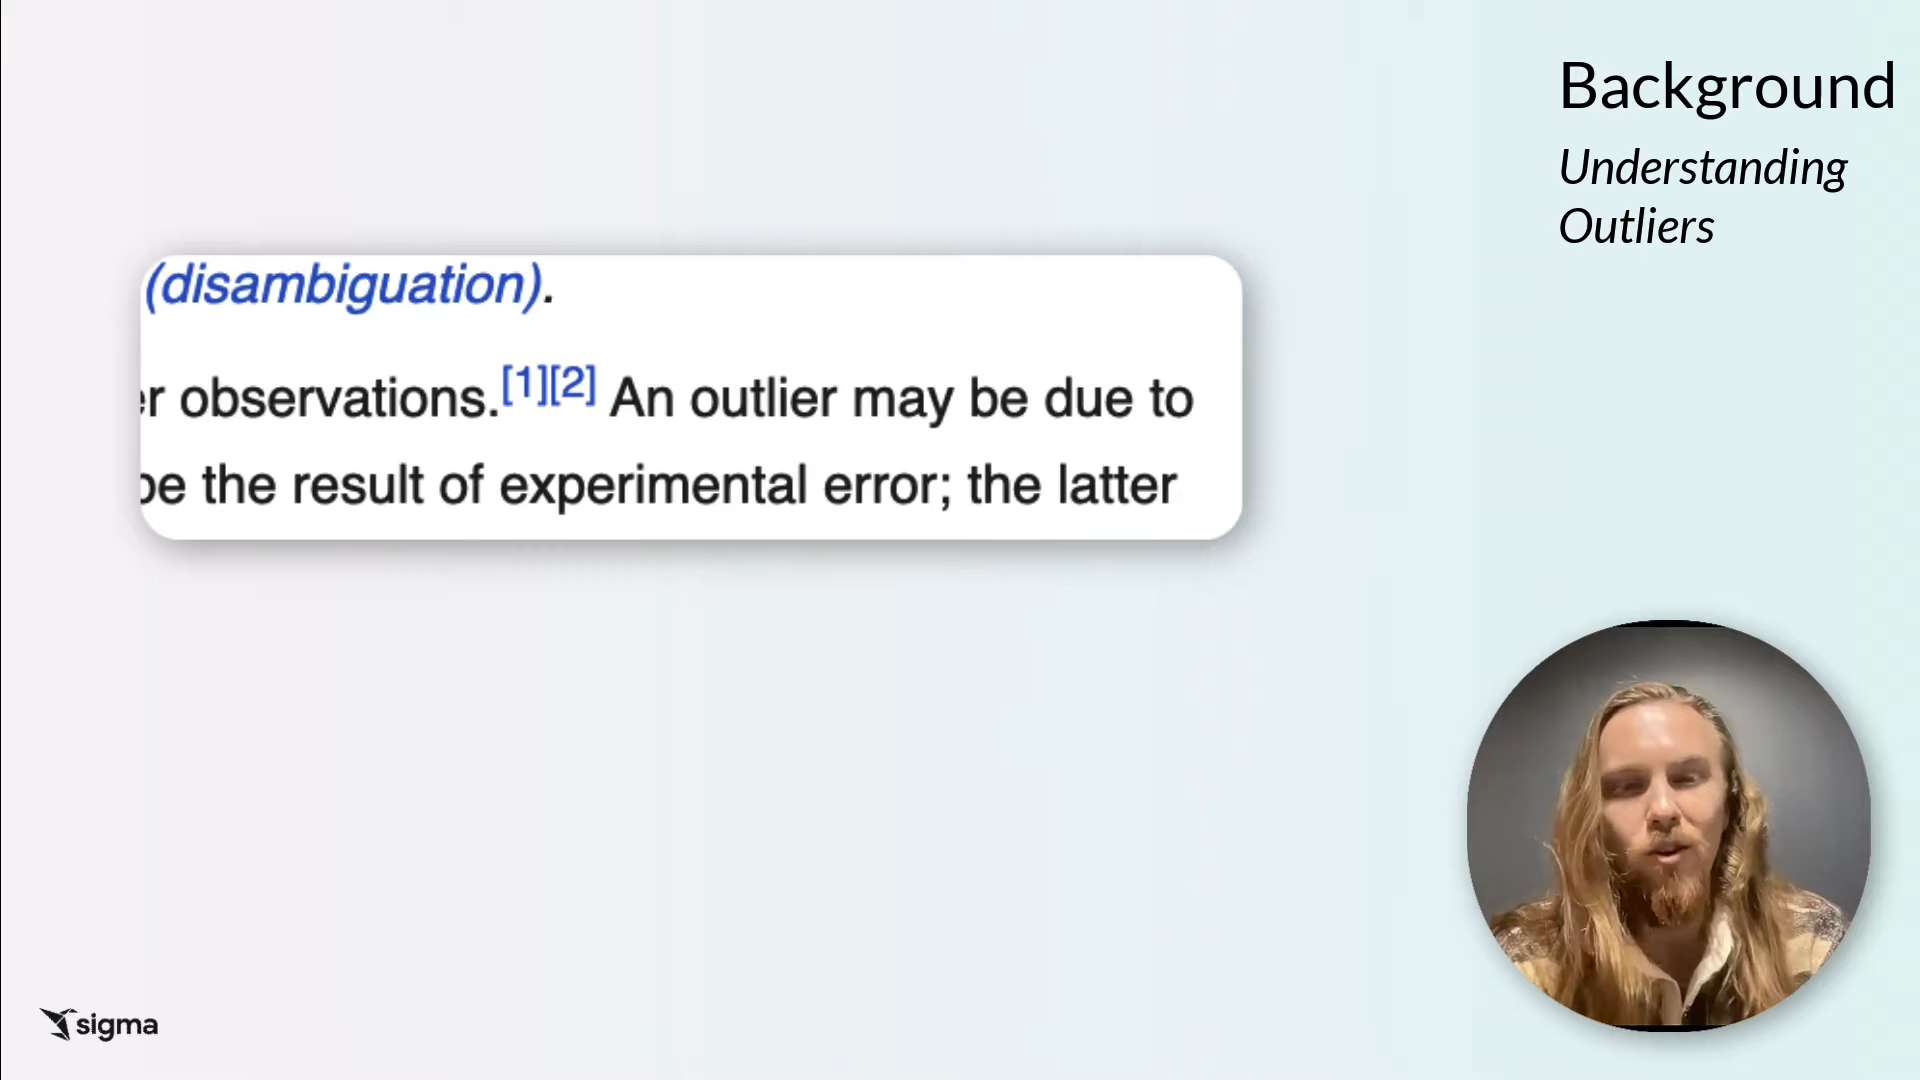 Background
Understanding
Outliers
(disambiguation).
r observations.[1][2] An outlier may be due to
be the result of experimental error; the latter
sigma